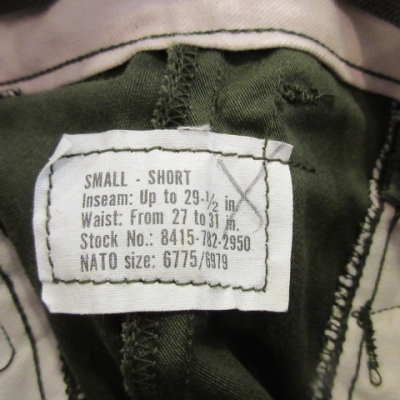 SMALL - SHORT
Inseam: Up to 29-½ in.
Waist: From 27 to 31 in.
Stock No.: 8415-782-2950
NATO size: 6775/6979